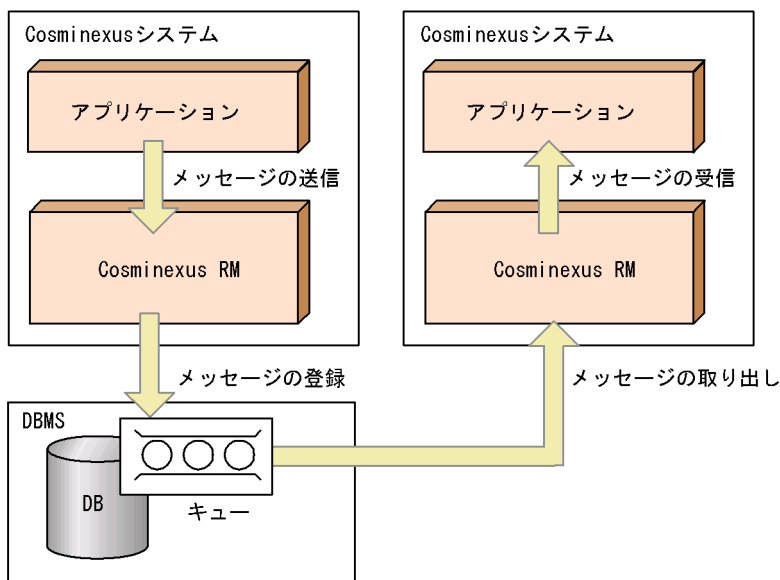 Cosminexusシステム
アプリケーション
メッセージの送信
Cosminexus RM
メッセージの登録
Cosminexusシステム
アプリケーション
メッセージの受信
Cosminexus RM
メッセージの取り出し
DBMS
DB
キュー